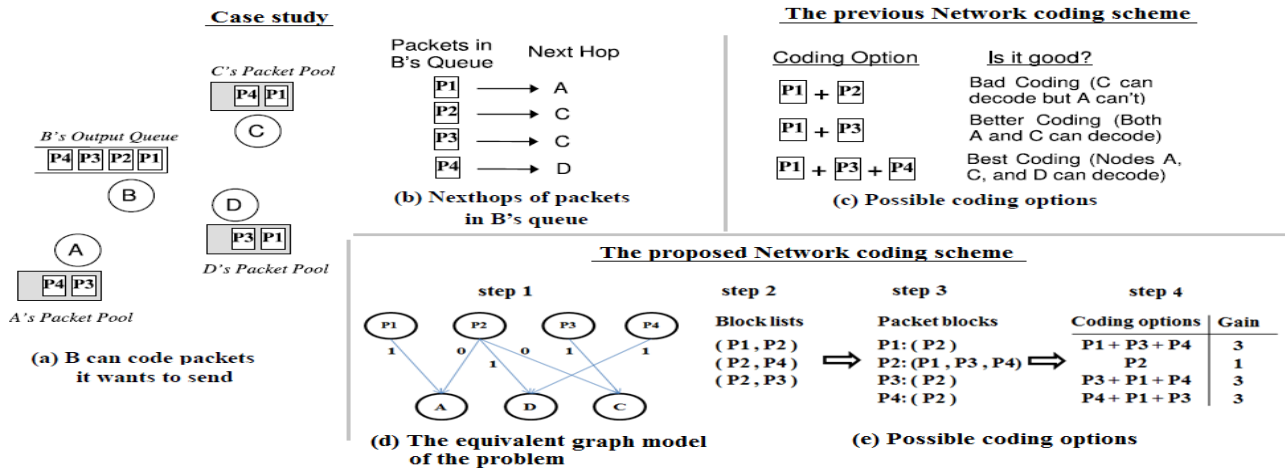 Case study
C's Packet Pool
P4 P1
C
B's Output Queue
P4 P3 P2 P1
B
D
P3 P1
D's Packet Pool
A
P4 P3
A's Packet Pool
(a) B can code packets
it wants to send
Packets in
B's Queue
Next Hop
P1 A
P2 C
P3 C
P4 D
(b) Nexthops of packets
in B's queue
The previous Network coding scheme
Coding Option Is it good?
P1 + P2
Bad Coding (C can
decode but A can't)
P1 + P3
Better Coding (Both
A and C can decode)
P1 + P3 + P4
Best Coding (Nodes A,
C, and D can decode)
(c) Possible coding options
The proposed Network coding scheme
step 1
P1 P2 P3 P4
1 0 0 1 1
1
A D C
(d) The equivalent graph model
of the problem
step 2
Block lists
(P1, P2)
(P2, P4)
(P2, P3)
step 3
Packet blocks
P1: (P2)
P2: (P1, P3, P4)
P3: (P2)
P4: (P2)
step 4
Coding options Gain
P1 + P3 + P4 3
P2 1
P3 + P1 + P4 3
P4 + P1 + P3 3
(e) Possible coding options